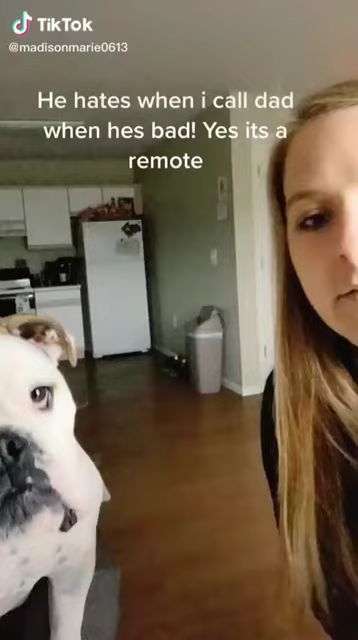 TikTok
@madisonmarie0613
He hates when i call dad
when hes bad! Yes its a
remote